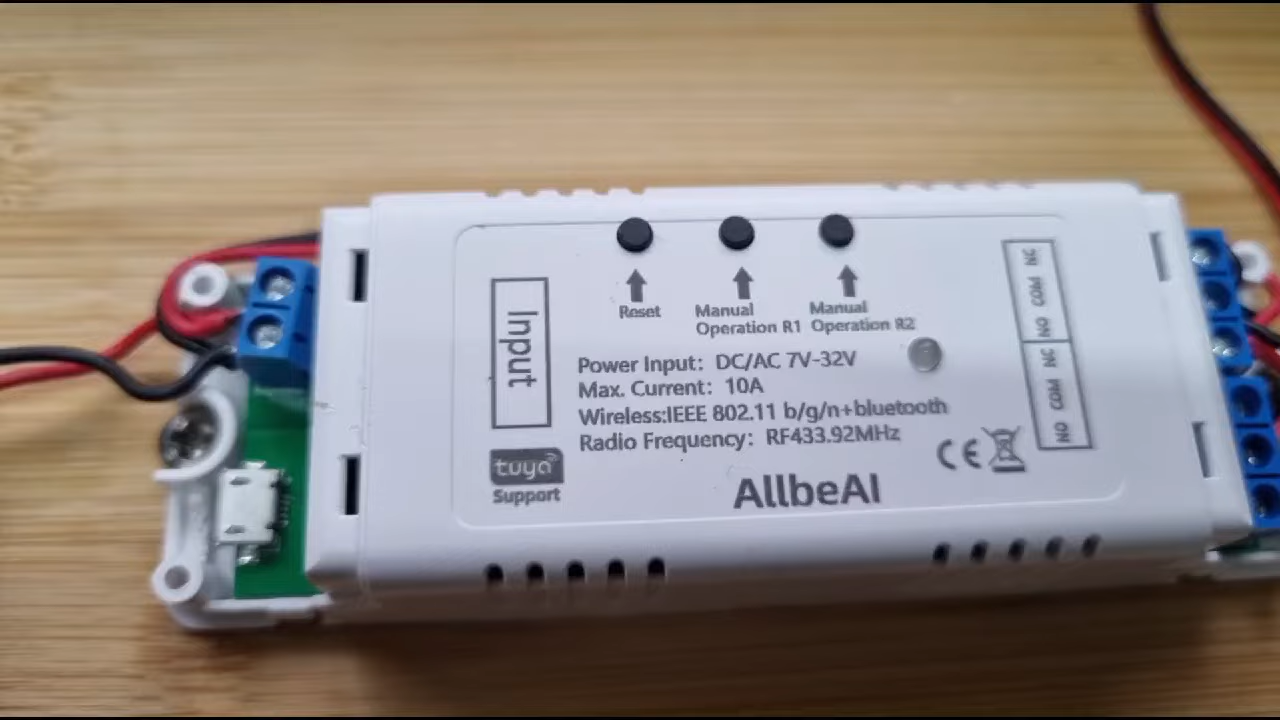 Reset
Manual
Operation R1
Manual
Operation R2
Input
Power Input: DC/AC 7V-32V
Max. Current: 10A
Wireless:IEEE 802.11 b/g/n+bluetooth
Radio Frequency: RF433.92MHz
tuya
Support
AllbeAI
CE
NO COM NC
NO COM NC